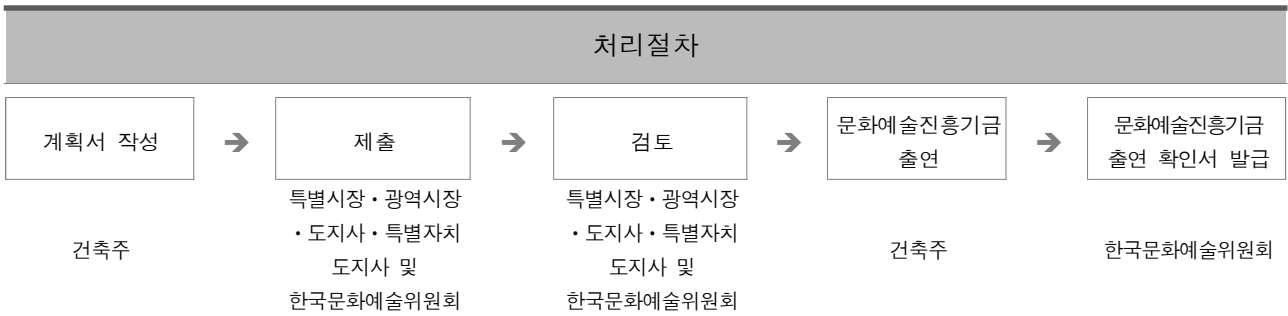 처리절차
계획서 작성 ➔ 제출 ➔ 검토 ➔ 문화예술진흥기금
출연 ➔ 문화예술진흥기금
출연 확인서 발급
건축주
특별시장・광역시장
・도지사・특별자치
도지사 및
한국문화예술위원회
특별시장・광역시장
・도지사・특별자치
도지사 및
한국문화예술위원회
건축주
한국문화예술위원회